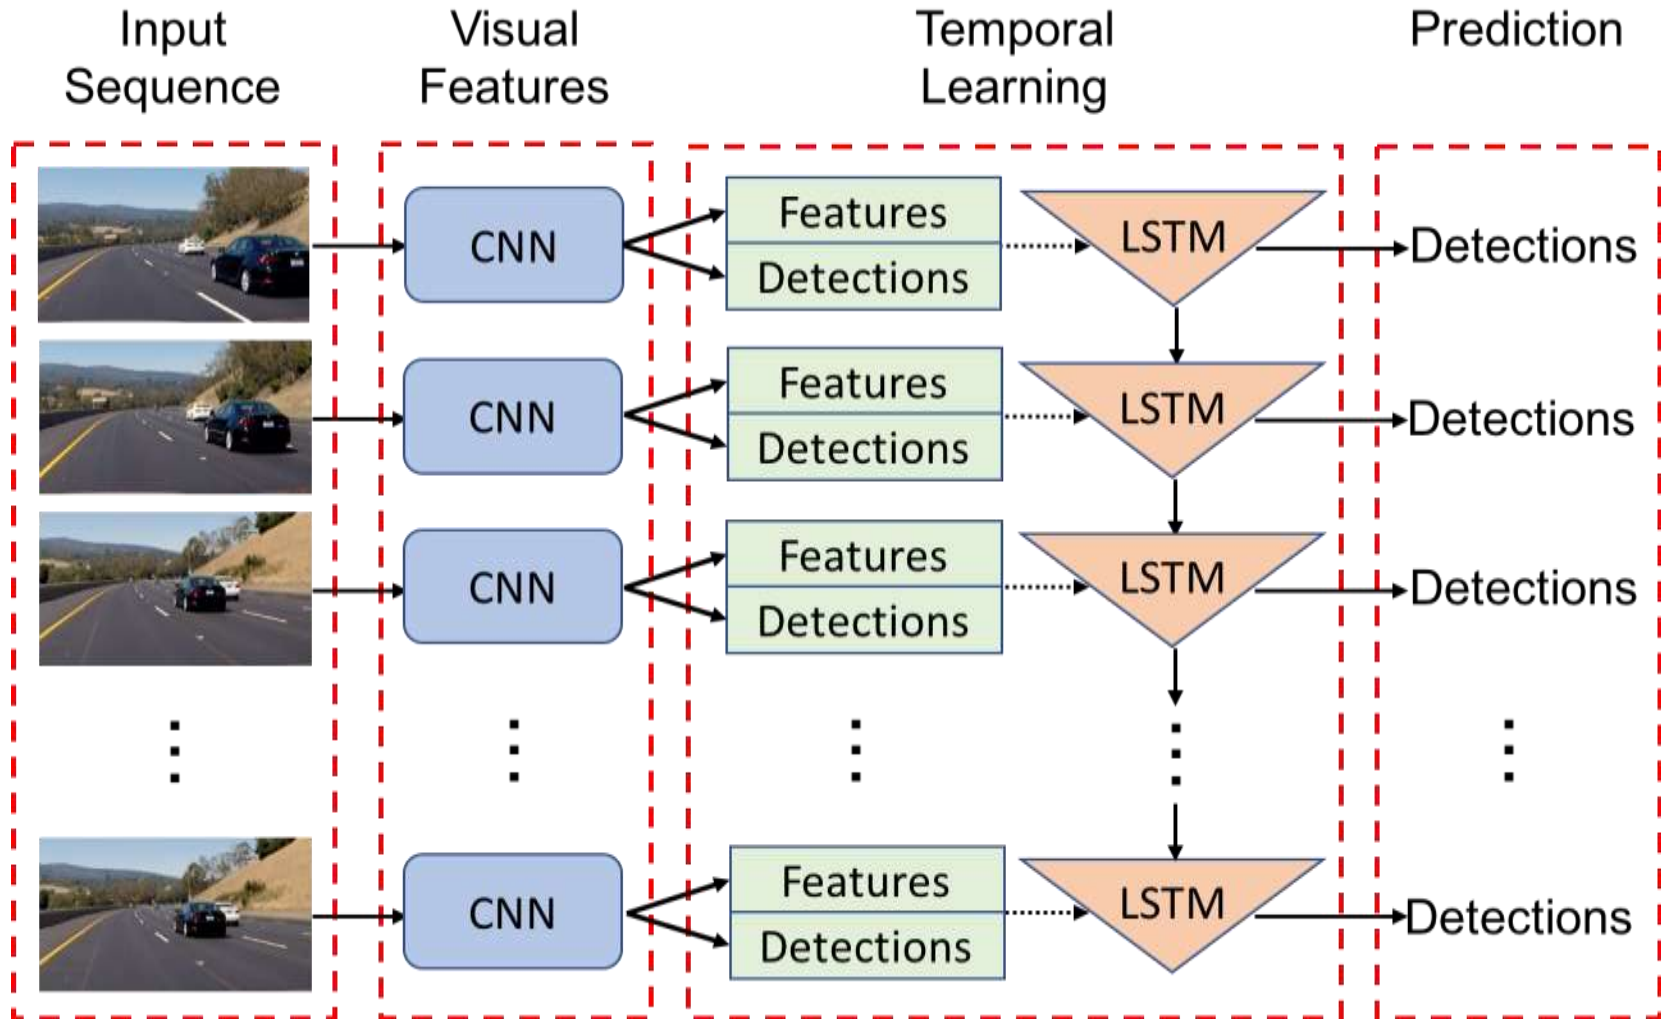 Input
Sequence
Visual
Features
Temporal
Learning
Prediction
CNN
Features
Detections
LSTM
Detections
CNN
Features
Detections
LSTM
Detections
CNN
Features
Detections
LSTM
Detections
CNN
Features
Detections
LSTM
Detections